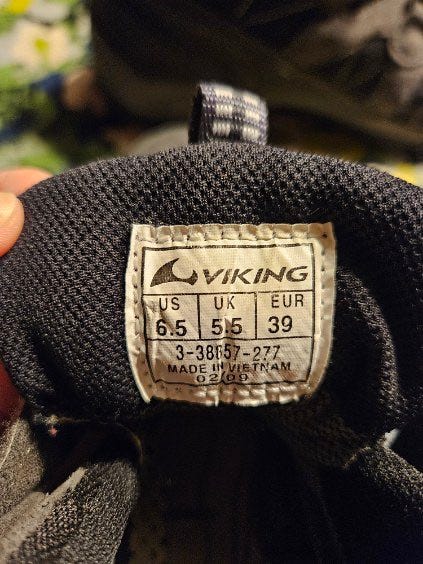 VIKING
US UK EUR
6.5 5.5 39
3-38657-277
MADE IN VIETNAM
02/09